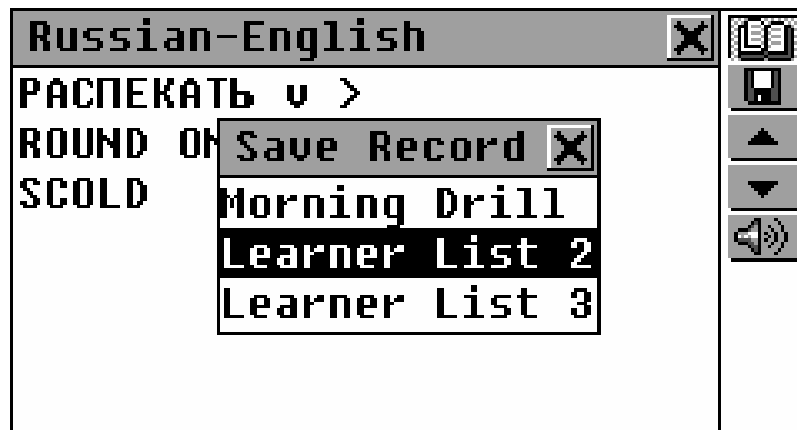 Russian-English
РАСПЕКАТЬ v >
ROUND ON
SCOLD
Save Record
Morning Drill
Learner List 2
Learner List 3